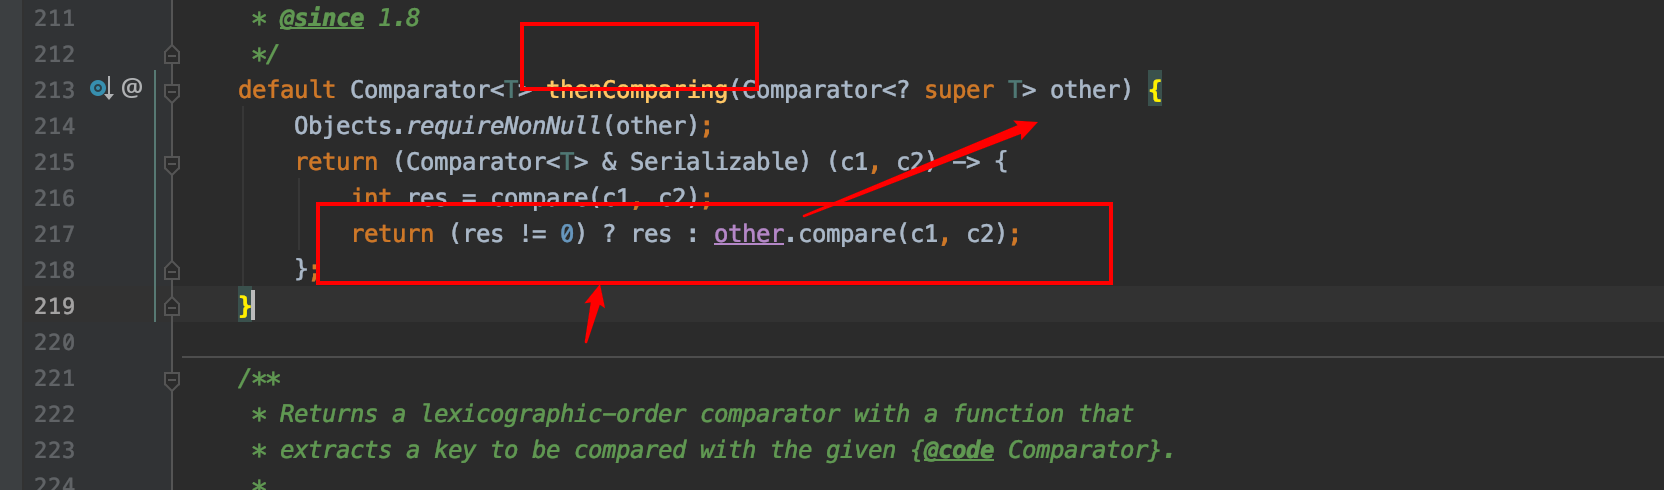 211 * @since 1.8
212 */
213 @ default Comparator<T> thenComparing(Comparator<? super T> other) {
214 Objects.requireNonNull(other);
215 return (Comparator<T> & Serializable) (c1, c2) -> {
216 int res = compare(c1, c2);
217 return (res != 0) ? res : other.compare(c1, c2);
218 };
219 }
220
221 /**
222 * Returns a lexicographic-order comparator with a function that
223 * extracts a key to be compared with the given {@code Comparator}.
224 *